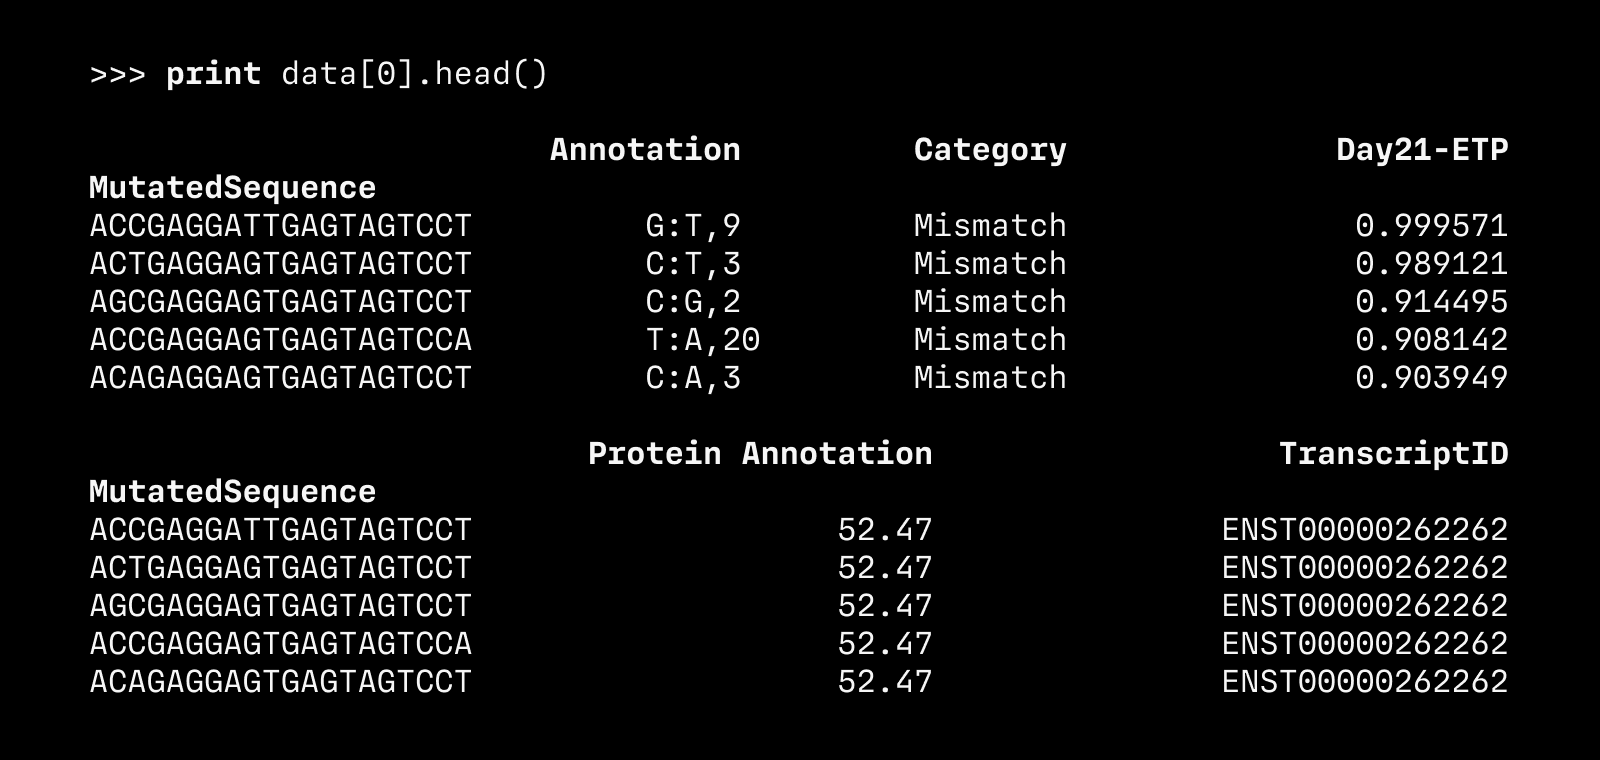 >>> print data[0].head()
Annotation Category Day21-ETP
MutatedSequence
ACCGAGGATTGAGTAGTCCT G:T,9 Mismatch 0.999571
ACTGAGGAGTGAGTAGTCCT C:T,3 Mismatch 0.989121
AGCGAGGAGTGAGTAGTCCT C:G,2 Mismatch 0.914495
ACCGAGGAGTGAGTAGTCCA T:A,20 Mismatch 0.908142
ACAGAGGAGTGAGTAGTCCT C:A,3 Mismatch 0.903949
Protein Annotation TranscriptID
MutatedSequence
ACCGAGGATTGAGTAGTCCT 52.47 ENST00000262262
ACTGAGGAGTGAGTAGTCCT 52.47 ENST00000262262
AGCGAGGAGTGAGTAGTCCT 52.47 ENST00000262262
ACCGAGGAGTGAGTAGTCCA 52.47 ENST00000262262
ACAGAGGAGTGAGTAGTCCT 52.47 ENST00000262262